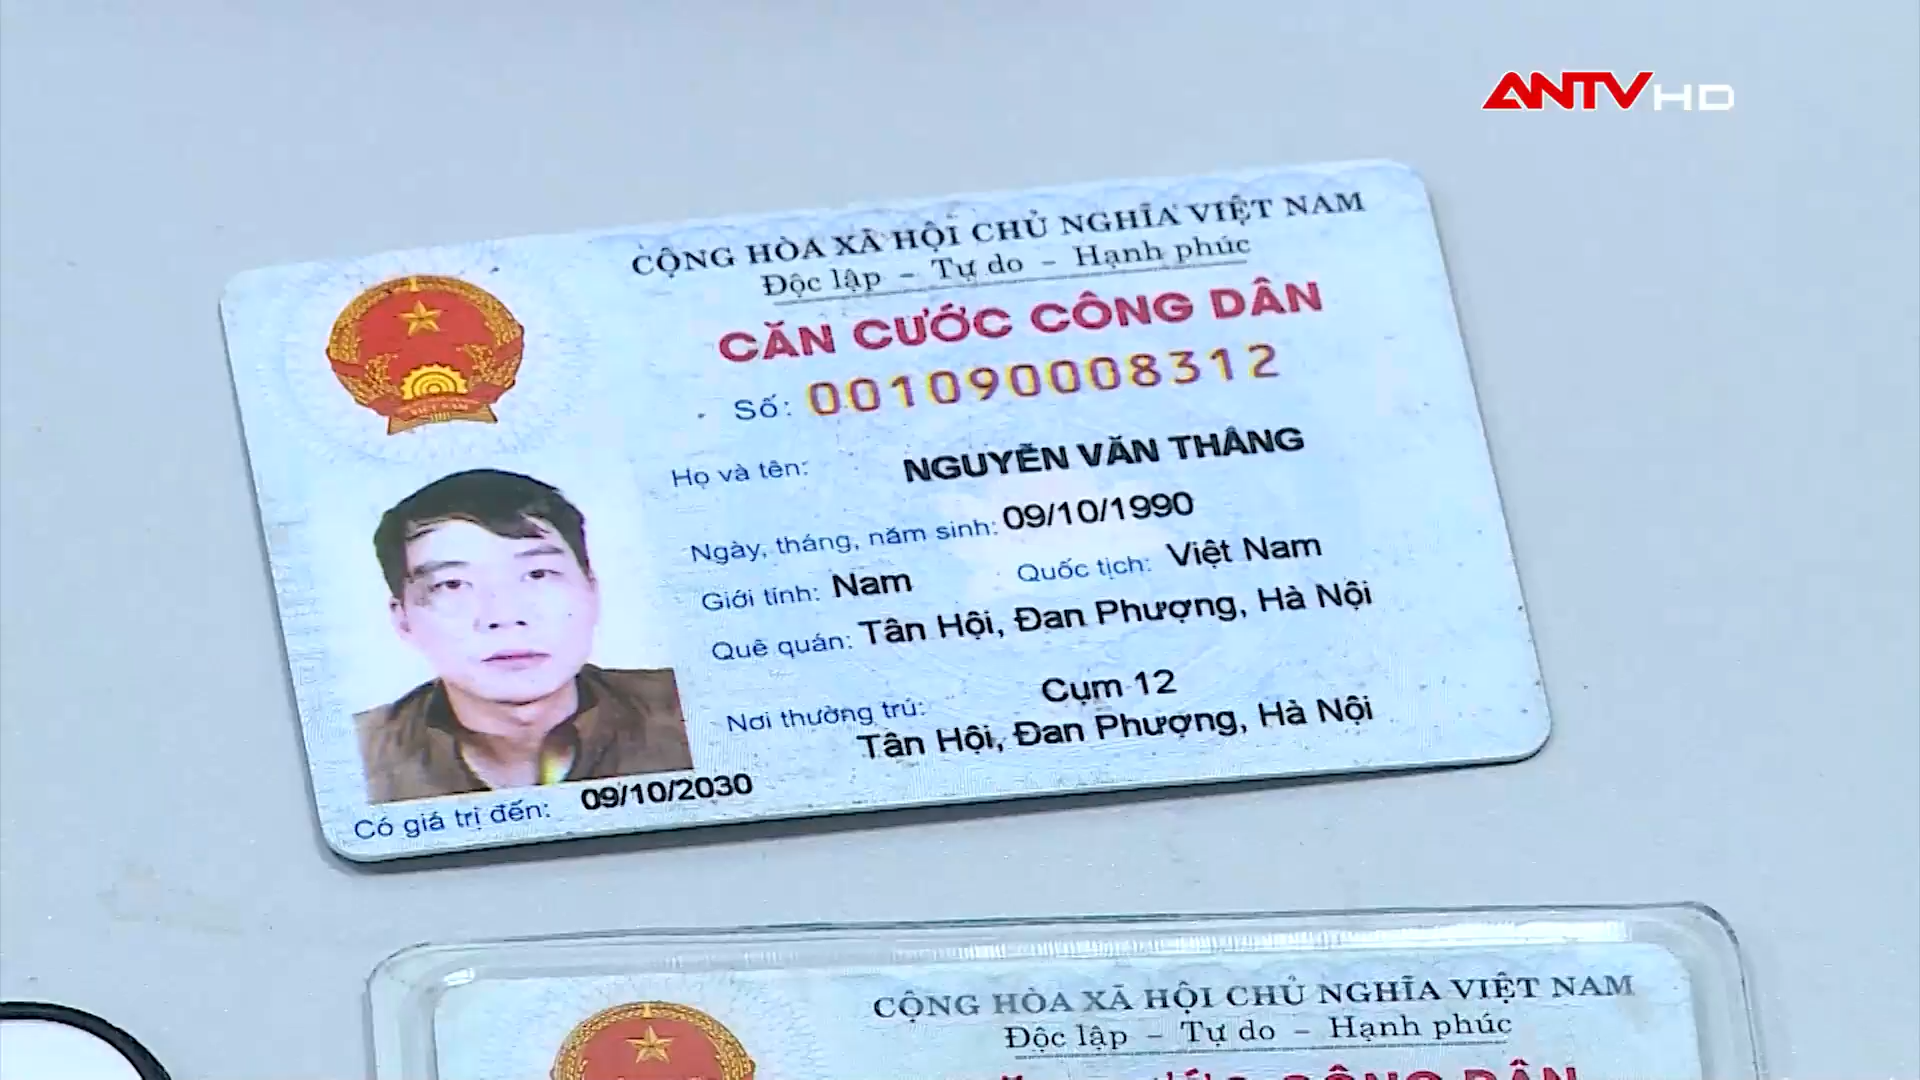 ANTV HD
CỘNG HÒA XÃ HỘI CHỦ NGHĨA VIỆT NAM
Độc lập - Tự do - Hạnh phúc
CĂN CƯỚC CÔNG DÂN
Số: 001090008312
Họ và tên: NGUYỄN VĂN THẮNG
Ngày, tháng, năm sinh: 09/10/1990
Giới tính: Nam Quốc tịch: Việt Nam
Quê quán: Tân Hội, Đan Phượng, Hà Nội
Nơi thường trú: Cụm 12
Tân Hội, Đan Phượng, Hà Nội
Có giá trị đến: 09/10/2030
VIỆT NAM
CỘNG HÒA XÃ HỘI CHỦ NGHĨA VIỆT NAM
Độc lập - Tự do - Hạnh phúc